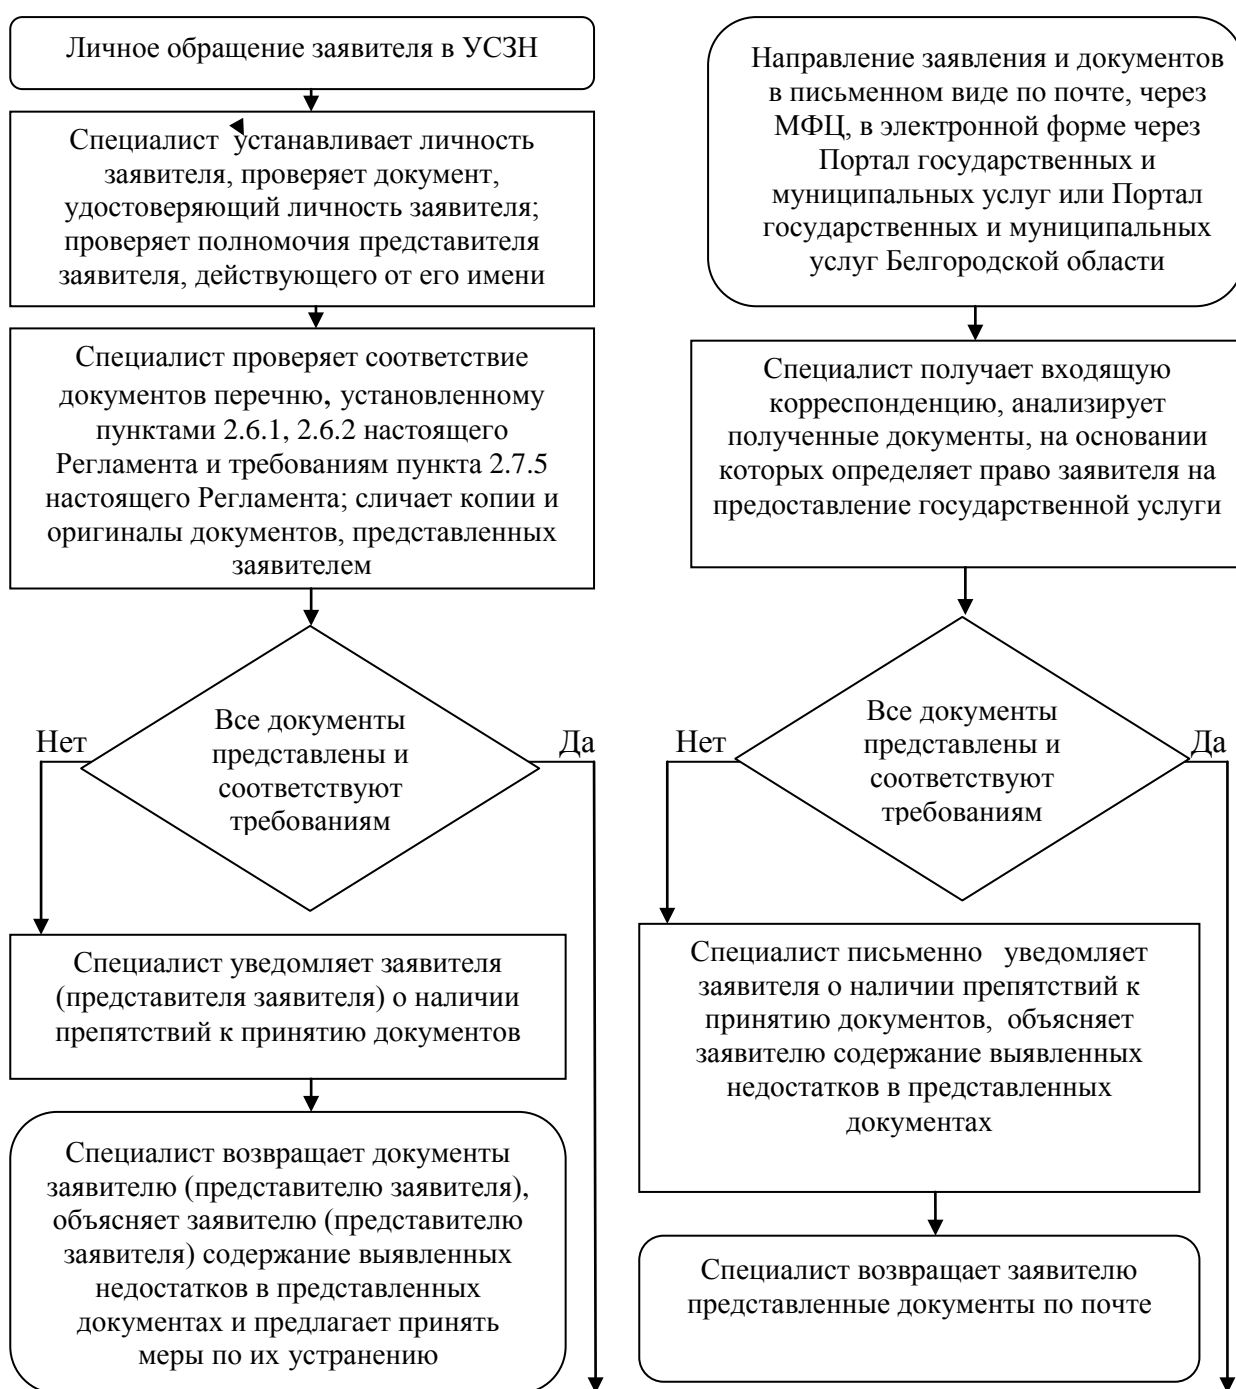 Личное обращение заявителя в УСЗН
Специалист устанавливает личность
заявителя, проверяет документ,
удостоверяющий личность заявителя;
проверяет полномочия представителя
заявителя, действующего от его имени
Специалист проверяет соответствие
документов перечню, установленному
пунктами 2.6.1, 2.6.2 настоящего
Регламента и требованиям пункта 2.7.5
настоящего Регламента; сличает копии и
оригиналы документов, представленных
заявителем
Все документы
представлены и
соответствуют
требованиям
Нет
Да
Специалист уведомляет заявителя
(представителя заявителя) о наличии
препятствий к принятию документов
Специалист возвращает документы
заявителю (представителю заявителя),
объясняет заявителю (представителю
заявителя) содержание выявленных
недостатков в представленных
документах и предлагает принять
меры по их устранению
Направление заявления и документов
в письменном виде по почте, через
МФЦ, в электронной форме через
Портал государственных и
муниципальных услуг или Портал
государственных и муниципальных
услуг Белгородской области
Специалист получает входящую
корреспонденцию, анализирует
полученные документы, на основании
которых определяет право заявителя на
предоставление государственной услуги
Все документы
представлены и
соответствуют
требованиям
Нет
Да
Специалист письменно уведомляет
заявителя о наличии препятствий к
принятию документов, объясняет
заявителю содержание выявленных
недостатков в представленных
документах
Специалист возвращает заявителю
представленные документы по почте